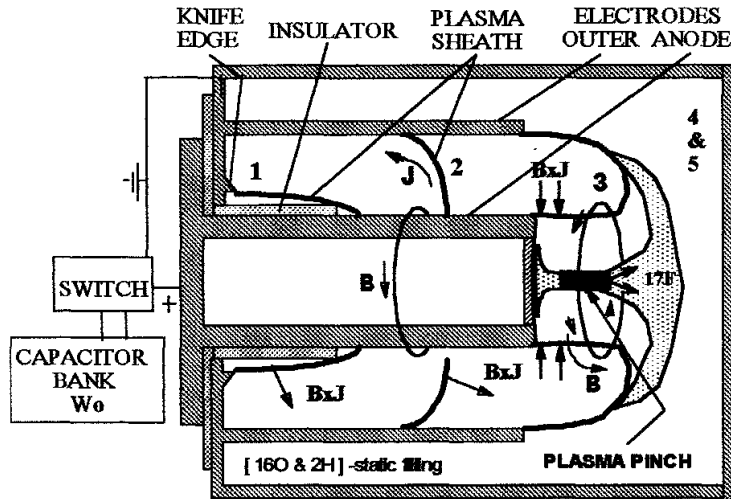 KNIFE EDGE
INSULATOR
PLASMA SHEATH
ELECTRODES
OUTER ANODE
1
2
3
4 & 5
J
BxJ
B
17F
+
SWITCH
CAPACITOR BANK
Wo
BxJ
BxJ
B
[ 16O & 2H ] -static filling
PLASMA PINCH